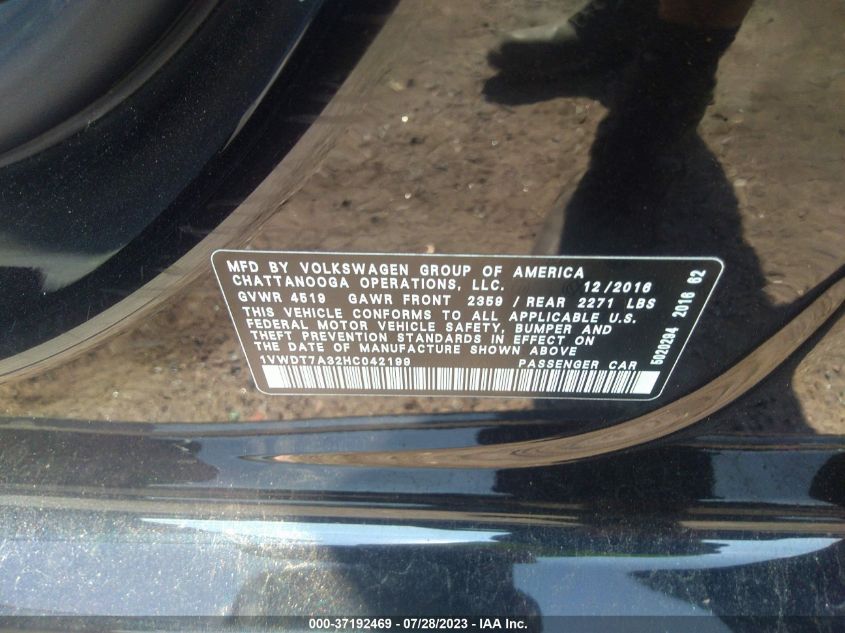 MFD BY VOLKSWAGEN GROUP OF AMERICA
CHATTANOOGA OPERATIONS, LLC. 12/2016
GVWR 4519 GAWR FRONT 2359 / REAR 2271 LBS
THIS VEHICLE CONFORMS TO ALL APPLICABLE U.S.
FEDERAL MOTOR VEHICLE SAFETY, BUMPER AND
THEFT PREVENTION STANDARDS IN EFFECT ON
THE DATE OF MANUFACTURE SHOWN ABOVE
1VWDT7A32HC042199 PASSENGER CAR
5020294 2016 62
000-37192469 | 07/28/2023 - IAA Inc.